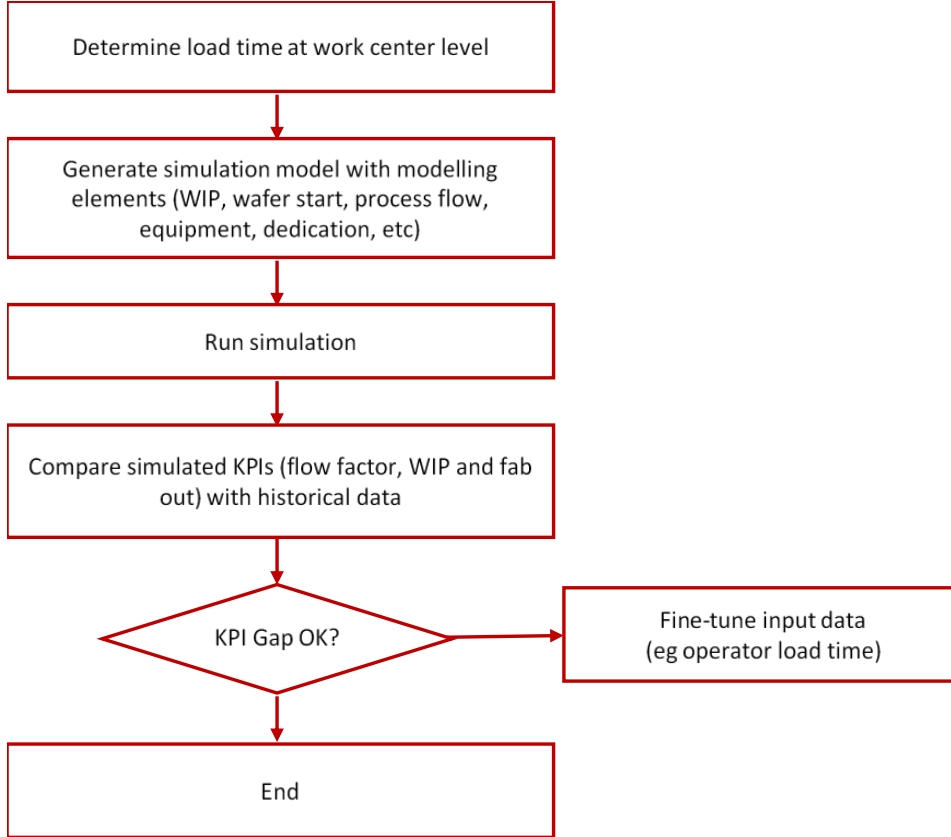 Determine load time at work center level
Generate simulation model with modelling
elements (WIP, wafer start, process flow,
equipment, dedication, etc)
Run simulation
Compare simulated KPIs (flow factor, WIP and fab
out) with historical data
KPI Gap OK?
Fine-tune input data
(eg operator load time)
End